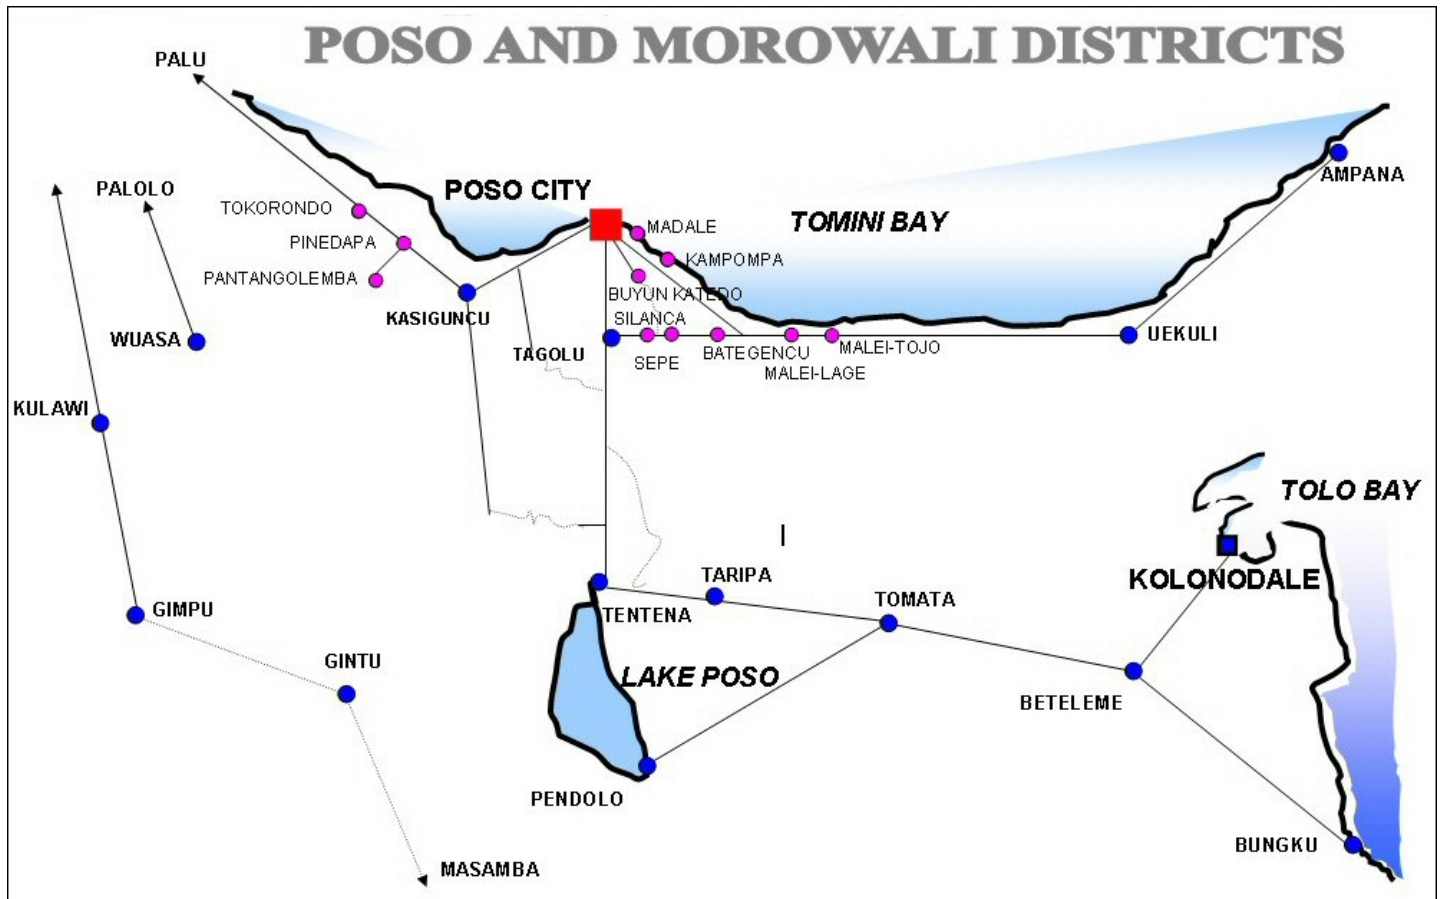 POSO AND MOROWALI DISTRICTS
PALU
PALOLO
POSO CITY
TOMINI BAY
AMPANA
TOKORONDO
MADALE
PINEDAPA
KAMPOMPA
PANTANGOLEMBA
BUYUN KATEDO
KASIGUNCU
SILANCA
WUASA
TAGOLU
SEPE
BATEGENCU
MALEI-TOJO
UEKULI
MALEI-LAGE
KULAWI
TOLO BAY
KOLONODALE
TARIPA
TOMATA
GIMPU
TENTENA
GINTU
LAKE POSO
BETELEME
PENDOLO
BUNGKU
MASAMBA